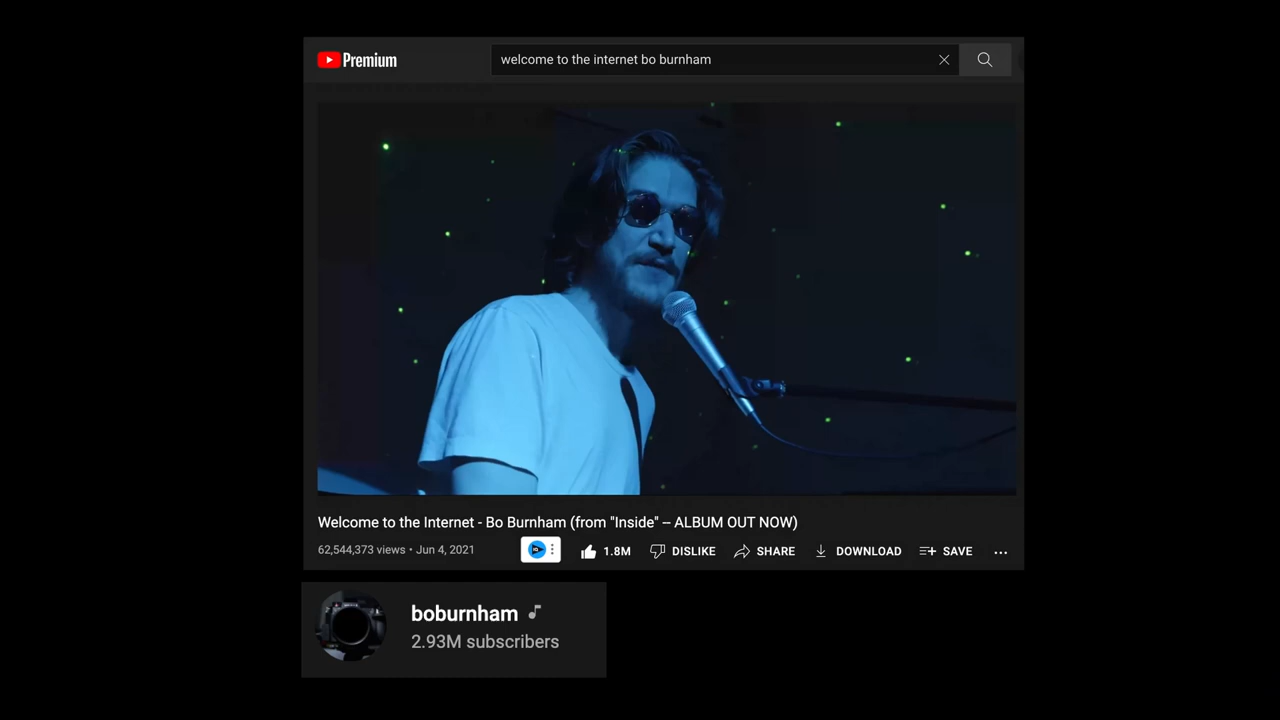 Premium
welcome to the internet bo burnham
Welcome to the Internet - Bo Burnham (from "Inside" -- ALBUM OUT NOW)
62,544,373 views • Jun 4, 2021 1.8M DISLIKE SHARE DOWNLOAD SAVE
boburnham
2.93M subscribers